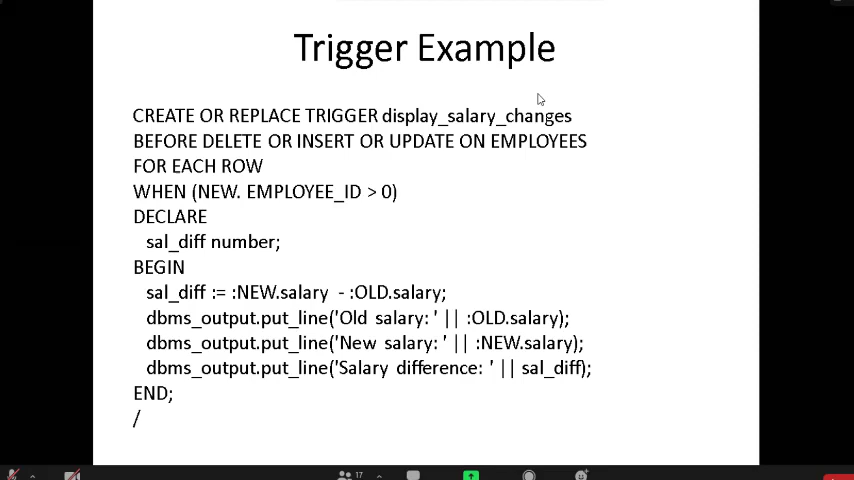 Trigger Example
CREATE OR REPLACE TRIGGER display_salary_changes
BEFORE DELETE OR INSERT OR UPDATE ON EMPLOYEES
FOR EACH ROW
WHEN (NEW. EMPLOYEE_ID > 0)
DECLARE
sal_diff number;
BEGIN
sal_diff := :NEW.salary - :OLD.salary;
dbms_output.put_line('Old salary: ' || :OLD.salary);
dbms_output.put_line('New salary: ' || :NEW.salary);
dbms_output.put_line('Salary difference: ' || sal_diff);
END;
/
17